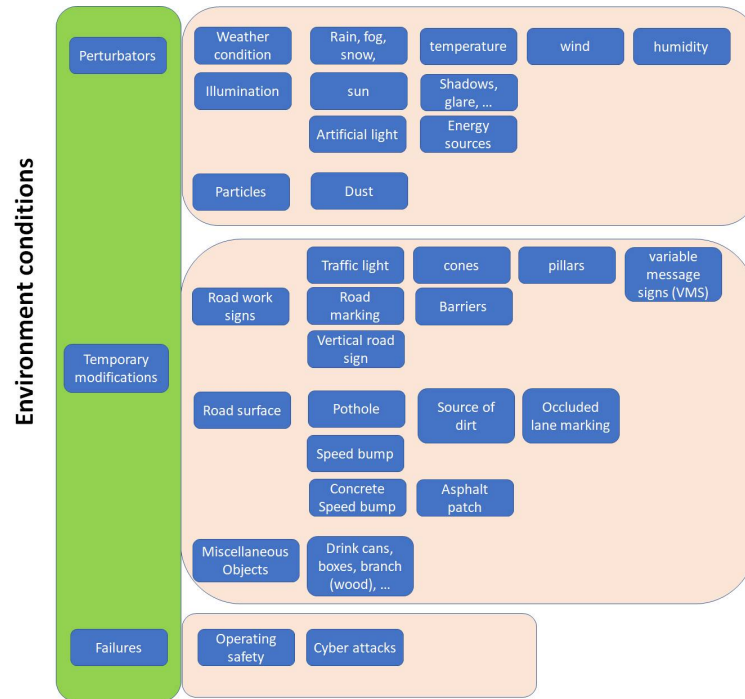 Environment conditions
Perturbators
Weather
condition
Rain, fog,
snow,
temperature
wind
humidity
Illumination
sun
Shadows,
glare, ...
Artificial light
Energy
sources
Particles
Dust
Temporary
modifications
Traffic light
cones
pillars
variable
message
signs (VMS)
Road work
signs
Road
marking
Barriers
Vertical road
sign
Road surface
Pothole
Source of
dirt
Occluded
lane marking
Speed bump
Concrete
Speed bump
Asphalt
patch
Miscellaneous
Objects
Drink cans,
boxes, branch
(wood), ...
Failures
Operating
safety
Cyber attacks